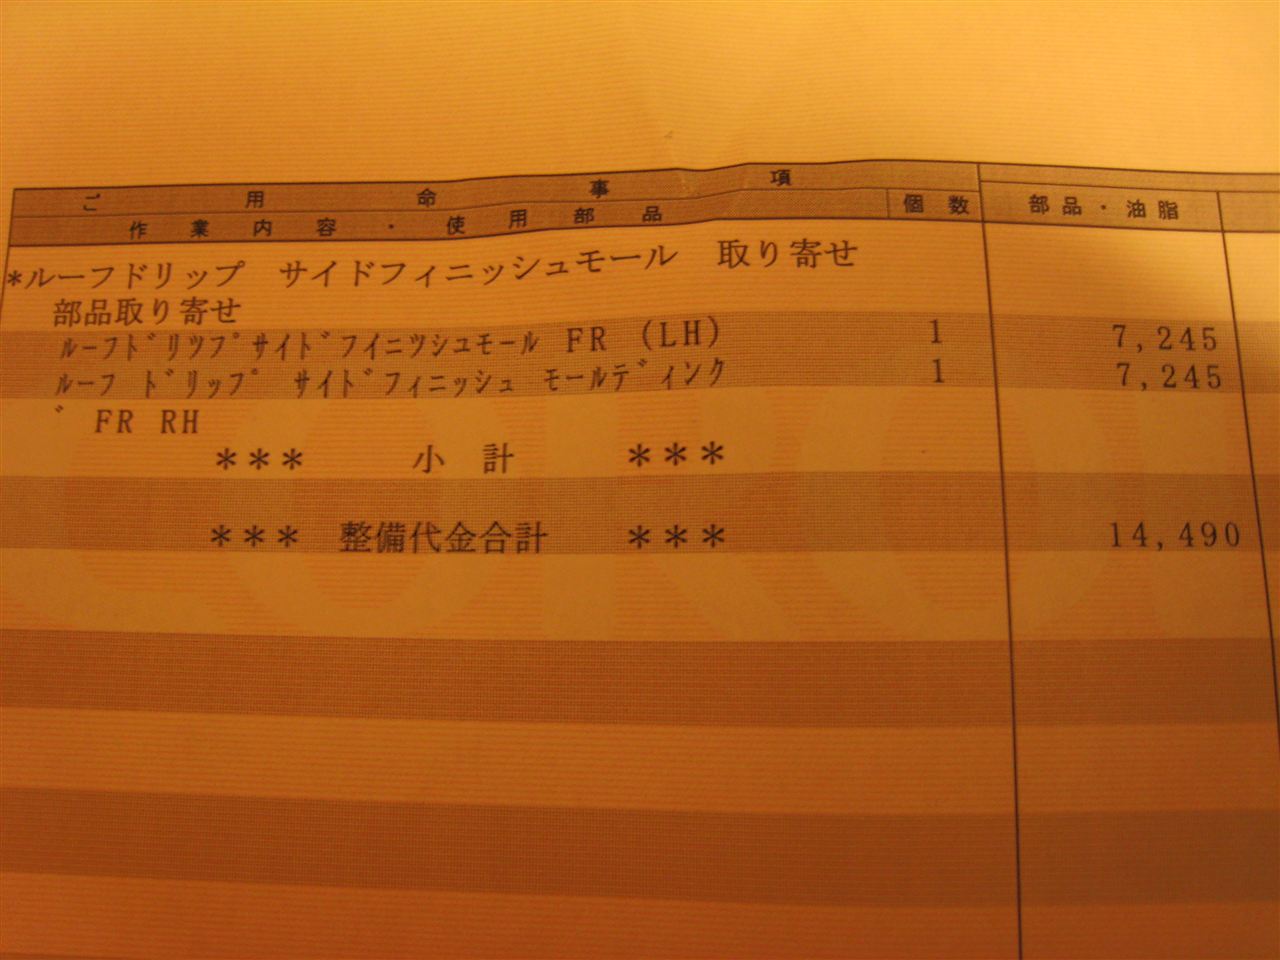 ご用命事項
作業内容・使用部品 個数 部品・油脂
*ルーフドリップ サイドフィニッシュモール 取り寄せ
部品取り寄せ
ﾙｰﾌﾄﾞﾘﾂﾌﾟｻｲﾄﾞﾌｲﾆﾂｼｭﾓｰﾙ FR (LH) 1 7,245
ﾙｰﾌ ﾄﾞﾘｯﾌﾟ ｻｲﾄﾞﾌｨﾆｯｼｭ ﾓｰﾙﾃﾞｨﾝｸ 1 7,245
ﾞ FR RH
*** 小計 ***
*** 整備代金合計 *** 14,490